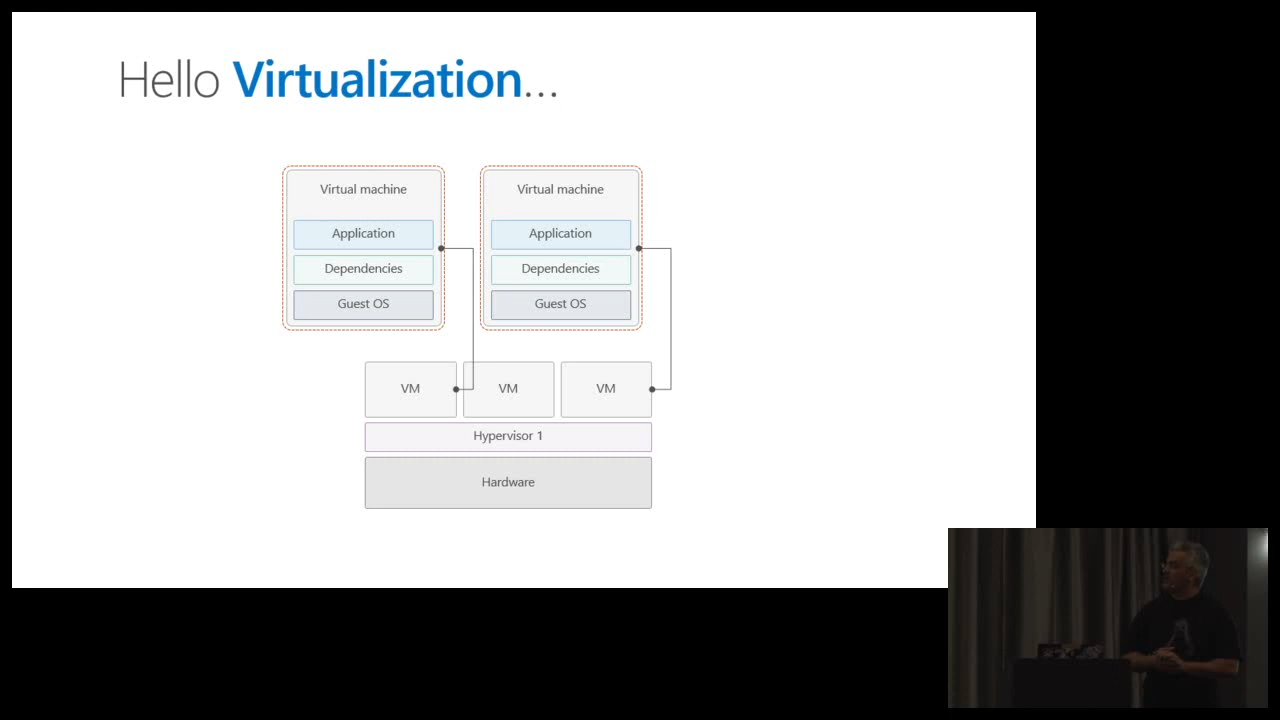 Hello Virtualization...
Virtual machine
Application
Dependencies
Guest OS
Virtual machine
Application
Dependencies
Guest OS
VM
VM
VM
Hypervisor 1
Hardware